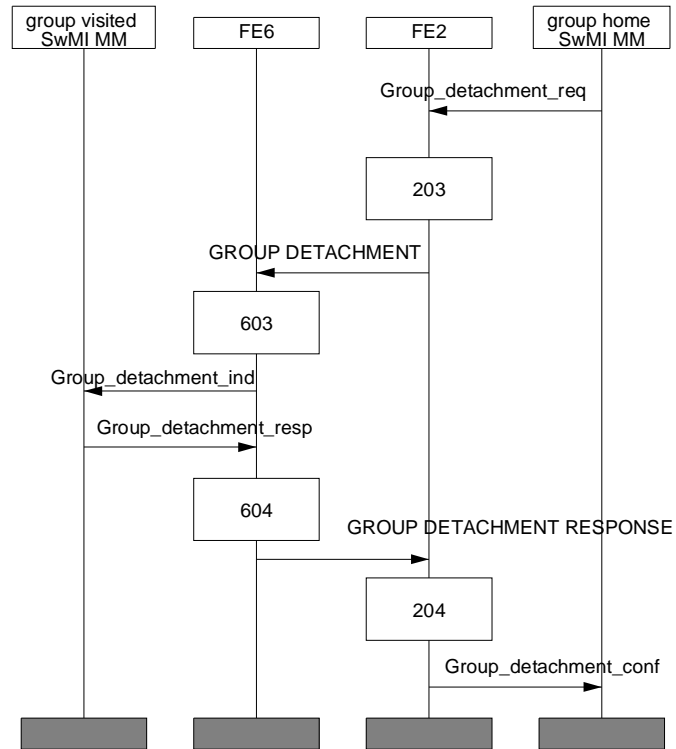 group visited
SwMI MM
FE6
FE2
group home
SwMI MM
Group_detachment_req
203
GROUP DETACHMENT
603
Group_detachment_ind
Group_detachment_resp
604
GROUP DETACHMENT RESPONSE
204
Group_detachment_conf